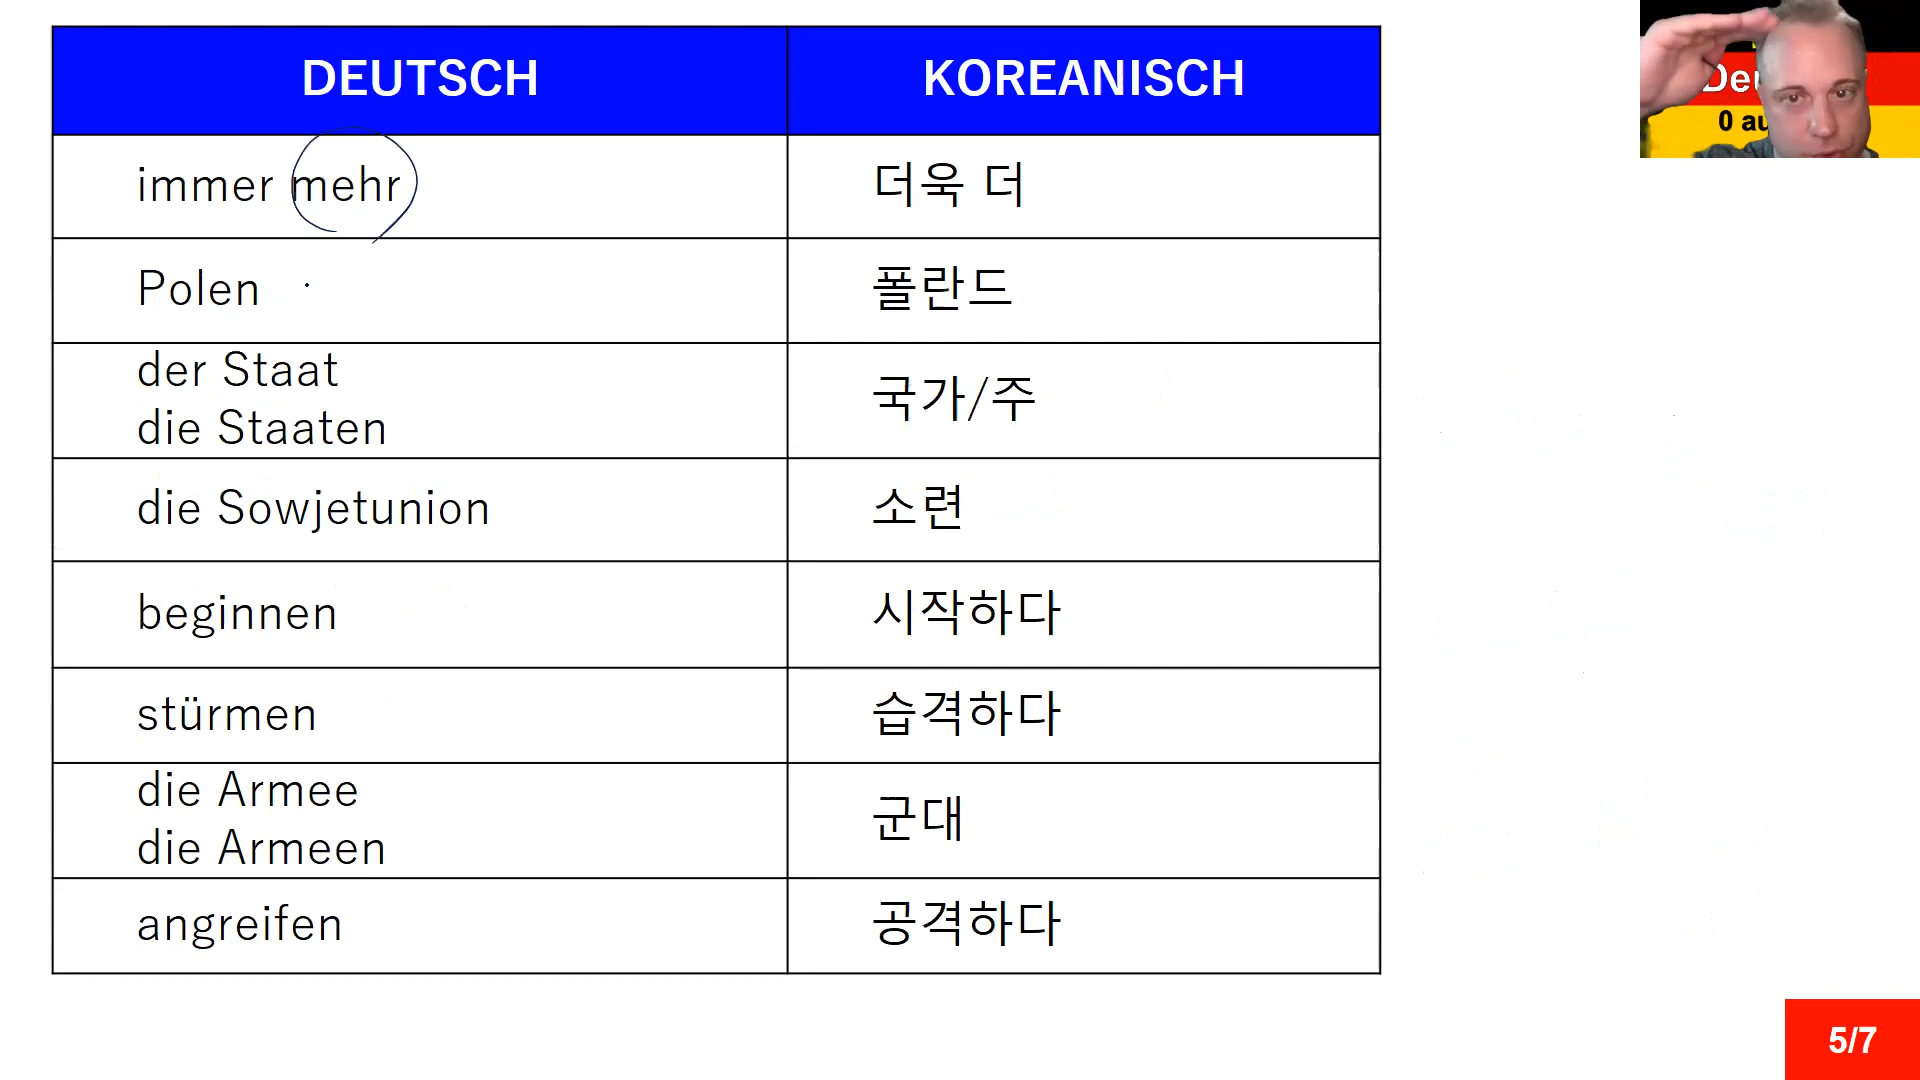 DEUTSCH KOREANISCH
immer mehr 더욱 더
Polen 폴란드
der Staat
die Staaten
국가/주
die Sowjetunion 소련
beginnen 시작하다
stürmen 습격하다
die Armee
die Armeen
군대
angreifen 공격하다
0 au
5/7